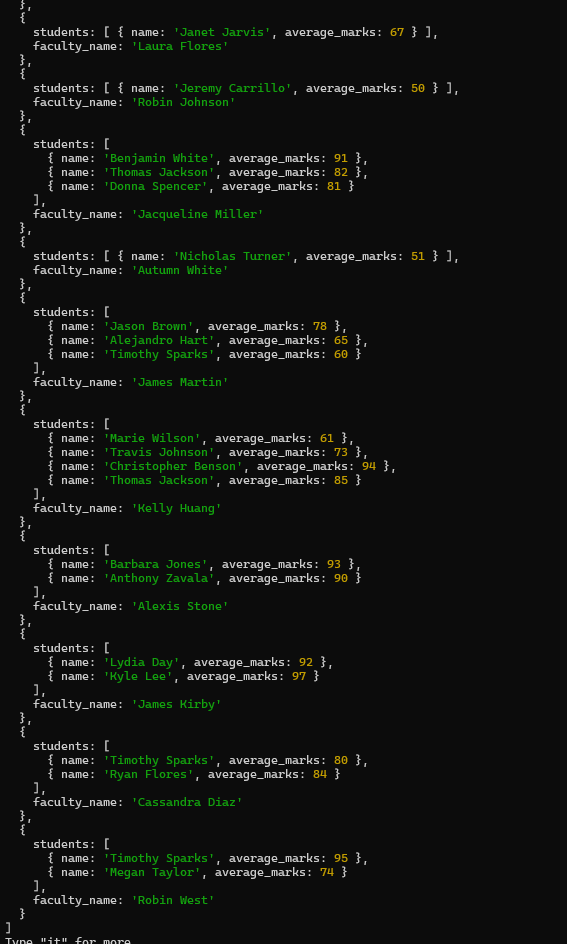 },
{
students: [ { name: 'Janet Jarvis', average_marks: 67 } ],
faculty_name: 'Laura Flores'
},
{
students: [ { name: 'Jeremy Carrillo', average_marks: 50 } ],
faculty_name: 'Robin Johnson'
},
{
students: [
{ name: 'Benjamin White', average_marks: 91 },
{ name: 'Thomas Jackson', average_marks: 82 },
{ name: 'Donna Spencer', average_marks: 81 }
],
faculty_name: 'Jacqueline Miller'
},
{
students: [ { name: 'Nicholas Turner', average_marks: 51 } ],
faculty_name: 'Autumn White'
},
{
students: [
{ name: 'Jason Brown', average_marks: 78 },
{ name: 'Alejandro Hart', average_marks: 65 },
{ name: 'Timothy Sparks', average_marks: 60 }
],
faculty_name: 'James Martin'
},
{
students: [
{ name: 'Marie Wilson', average_marks: 61 },
{ name: 'Travis Johnson', average_marks: 73 },
{ name: 'Christopher Benson', average_marks: 94 },
{ name: 'Thomas Jackson', average_marks: 85 }
],
faculty_name: 'Kelly Huang'
},
{
students: [
{ name: 'Barbara Jones', average_marks: 93 },
{ name: 'Anthony Zavala', average_marks: 90 }
],
faculty_name: 'Alexis Stone'
},
{
students: [
{ name: 'Lydia Day', average_marks: 92 },
{ name: 'Kyle Lee', average_marks: 97 }
],
faculty_name: 'James Kirby'
},
{
students: [
{ name: 'Timothy Sparks', average_marks: 80 },
{ name: 'Ryan Flores', average_marks: 84 }
],
faculty_name: 'Cassandra Diaz'
},
{
students: [
{ name: 'Timothy Sparks', average_marks: 95 },
{ name: 'Megan Taylor', average_marks: 74 }
],
faculty_name: 'Robin West'
}
]
Type "it" for more